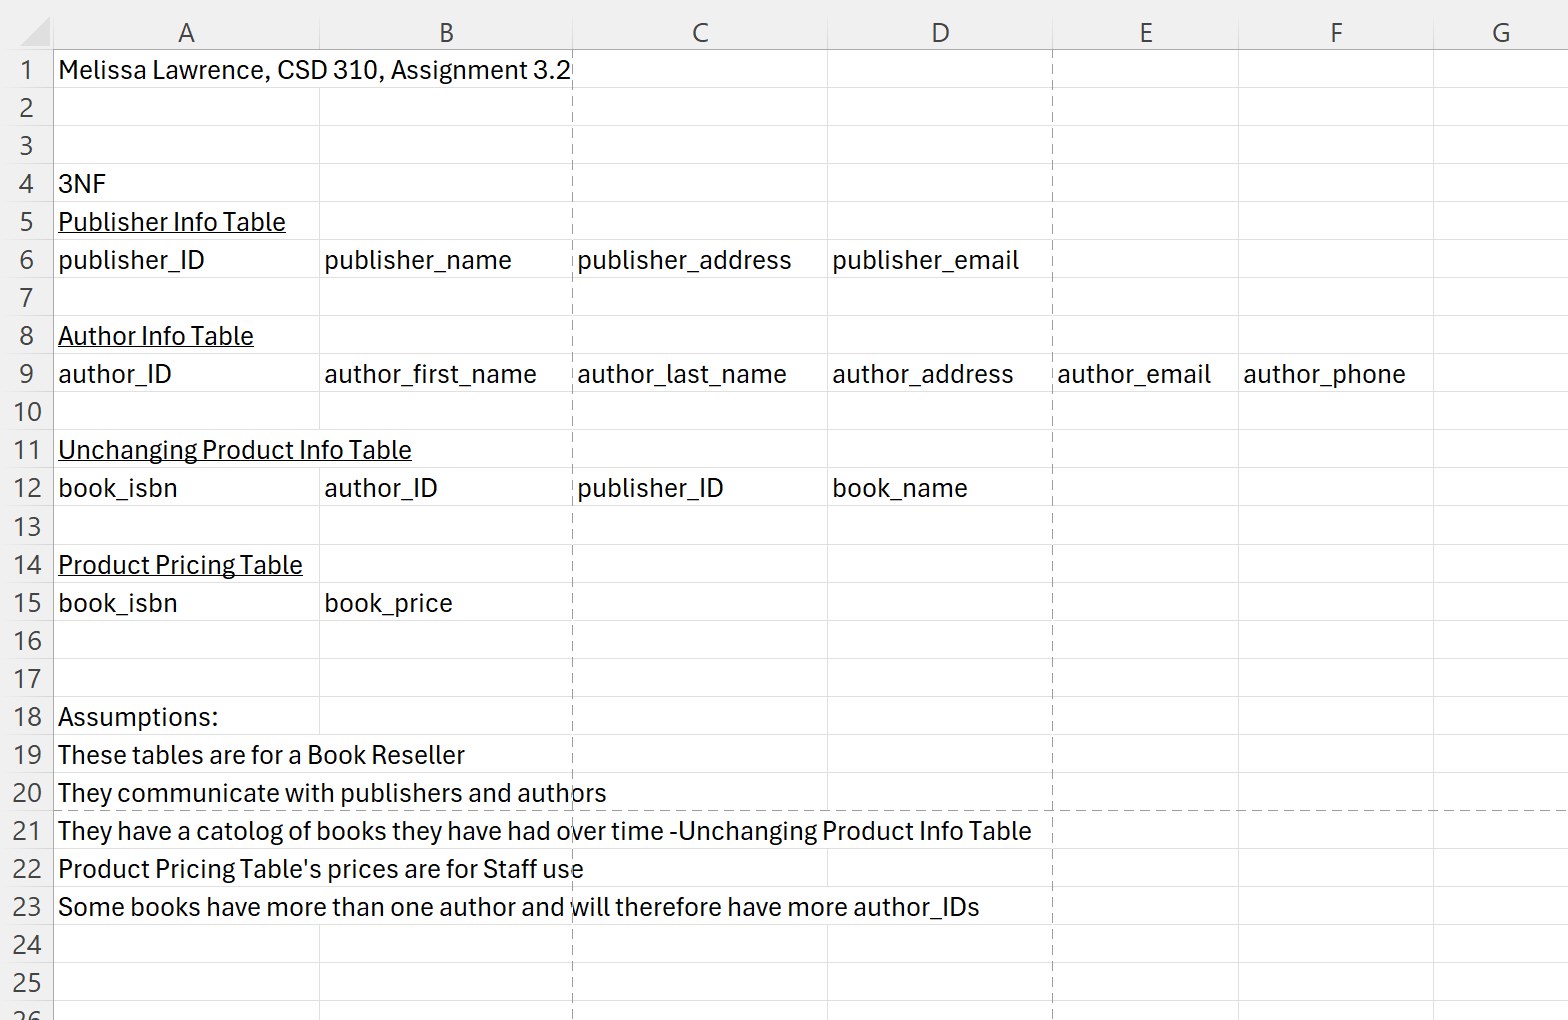 A B C D E F G
1 Melissa Lawrence, CSD 310, Assignment 3.2
2
3
4 3NF
5 Publisher Info Table
6 publisher_ID publisher_name publisher_address publisher_email
7
8 Author Info Table
9 author_ID author_first_name author_last_name author_address author_email author_phone
10
11 Unchanging Product Info Table
12 book_isbn author_ID publisher_ID book_name
13
14 Product Pricing Table
15 book_isbn book_price
16
17
18 Assumptions:
19 These tables are for a Book Reseller
20 They communicate with publishers and authors
21 They have a catolog of books they have had over time -Unchanging Product Info Table
22 Product Pricing Table's prices are for Staff use
23 Some books have more than one author and will therefore have more author_IDs
24
25
26